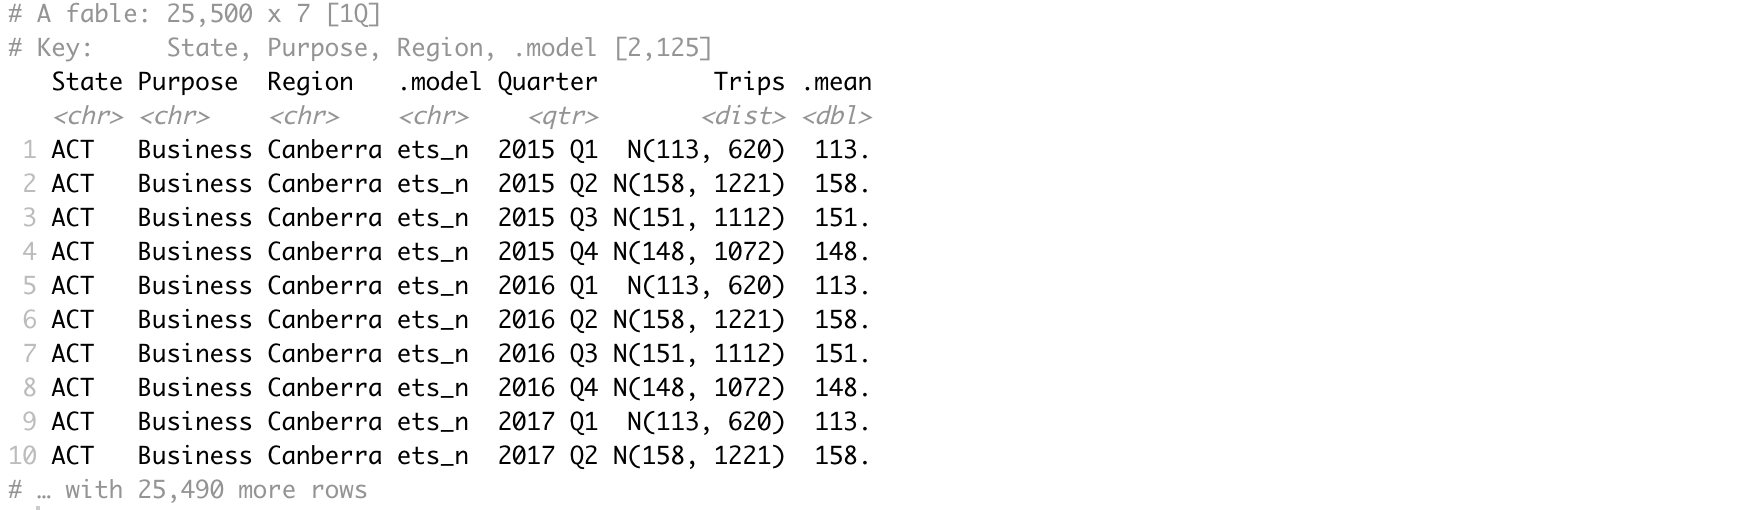 # A fable: 25,500 x 7 [1Q]
# Key:     State, Purpose, Region, .model [2,125]
   State Purpose  Region   .model Quarter        Trips .mean
   <chr> <chr>    <chr>    <chr>    <qtr>       <dist> <dbl>
 1 ACT   Business Canberra ets_n  2015 Q1  N(113, 620)  113.
 2 ACT   Business Canberra ets_n  2015 Q2 N(158, 1221)  158.
 3 ACT   Business Canberra ets_n  2015 Q3 N(151, 1112)  151.
 4 ACT   Business Canberra ets_n  2015 Q4 N(148, 1072)  148.
 5 ACT   Business Canberra ets_n  2016 Q1  N(113, 620)  113.
 6 ACT   Business Canberra ets_n  2016 Q2 N(158, 1221)  158.
 7 ACT   Business Canberra ets_n  2016 Q3 N(151, 1112)  151.
 8 ACT   Business Canberra ets_n  2016 Q4 N(148, 1072)  148.
 9 ACT   Business Canberra ets_n  2017 Q1  N(113, 620)  113.
10 ACT   Business Canberra ets_n  2017 Q2 N(158, 1221)  158.
# … with 25,490 more rows